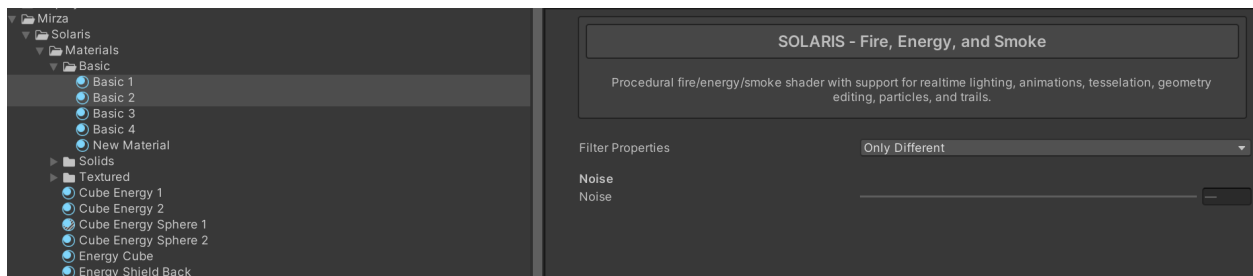 Mirza
Solaris
Materials
Basic
Basic 1
Basic 2
Basic 3
Basic 4
New Material
Solids
Textured
Cube Energy 1
Cube Energy 2
Cube Energy Sphere 1
Cube Energy Sphere 2
Energy Cube
Energy Shield Back
SOLARIS - Fire, Energy, and Smoke
Procedural fire/energy/smoke shader with support for realtime lighting, animations, tesselation, geometry
editing, particles, and trails.
Filter Properties Only Different
Noise
Noise —